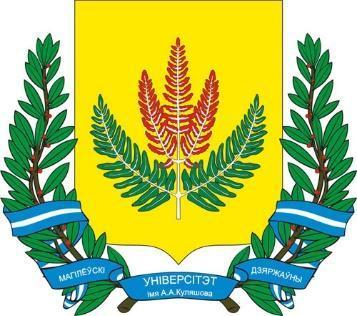 МАГІЛЁЎСКІ
ДЗЯРЖАЎНЫ
УНІВЕРСІТЭТ
імя А.А.Куляшова